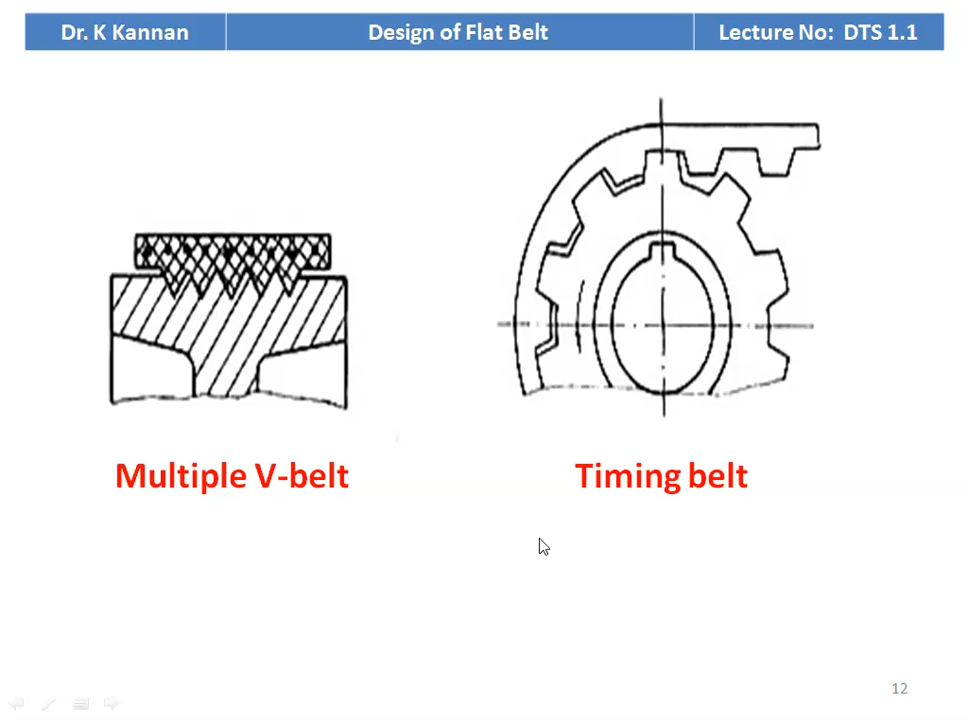 Dr. K Kannan
Design of Flat Belt
Lecture No: DTS 1.1
Multiple V-belt
Timing belt
12